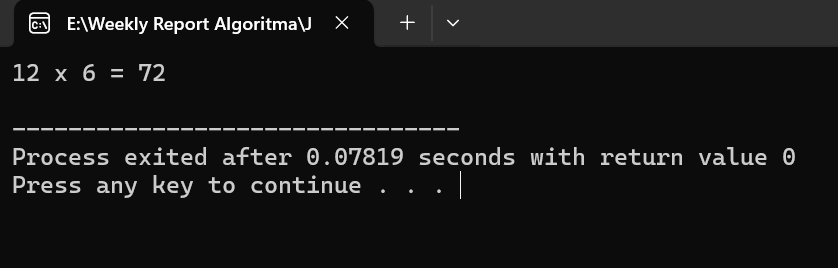 E:\Weekly Report Algoritma\J
12 x 6 = 72
--------------------------------
Process exited after 0.07819 seconds with return value 0
Press any key to continue . . .